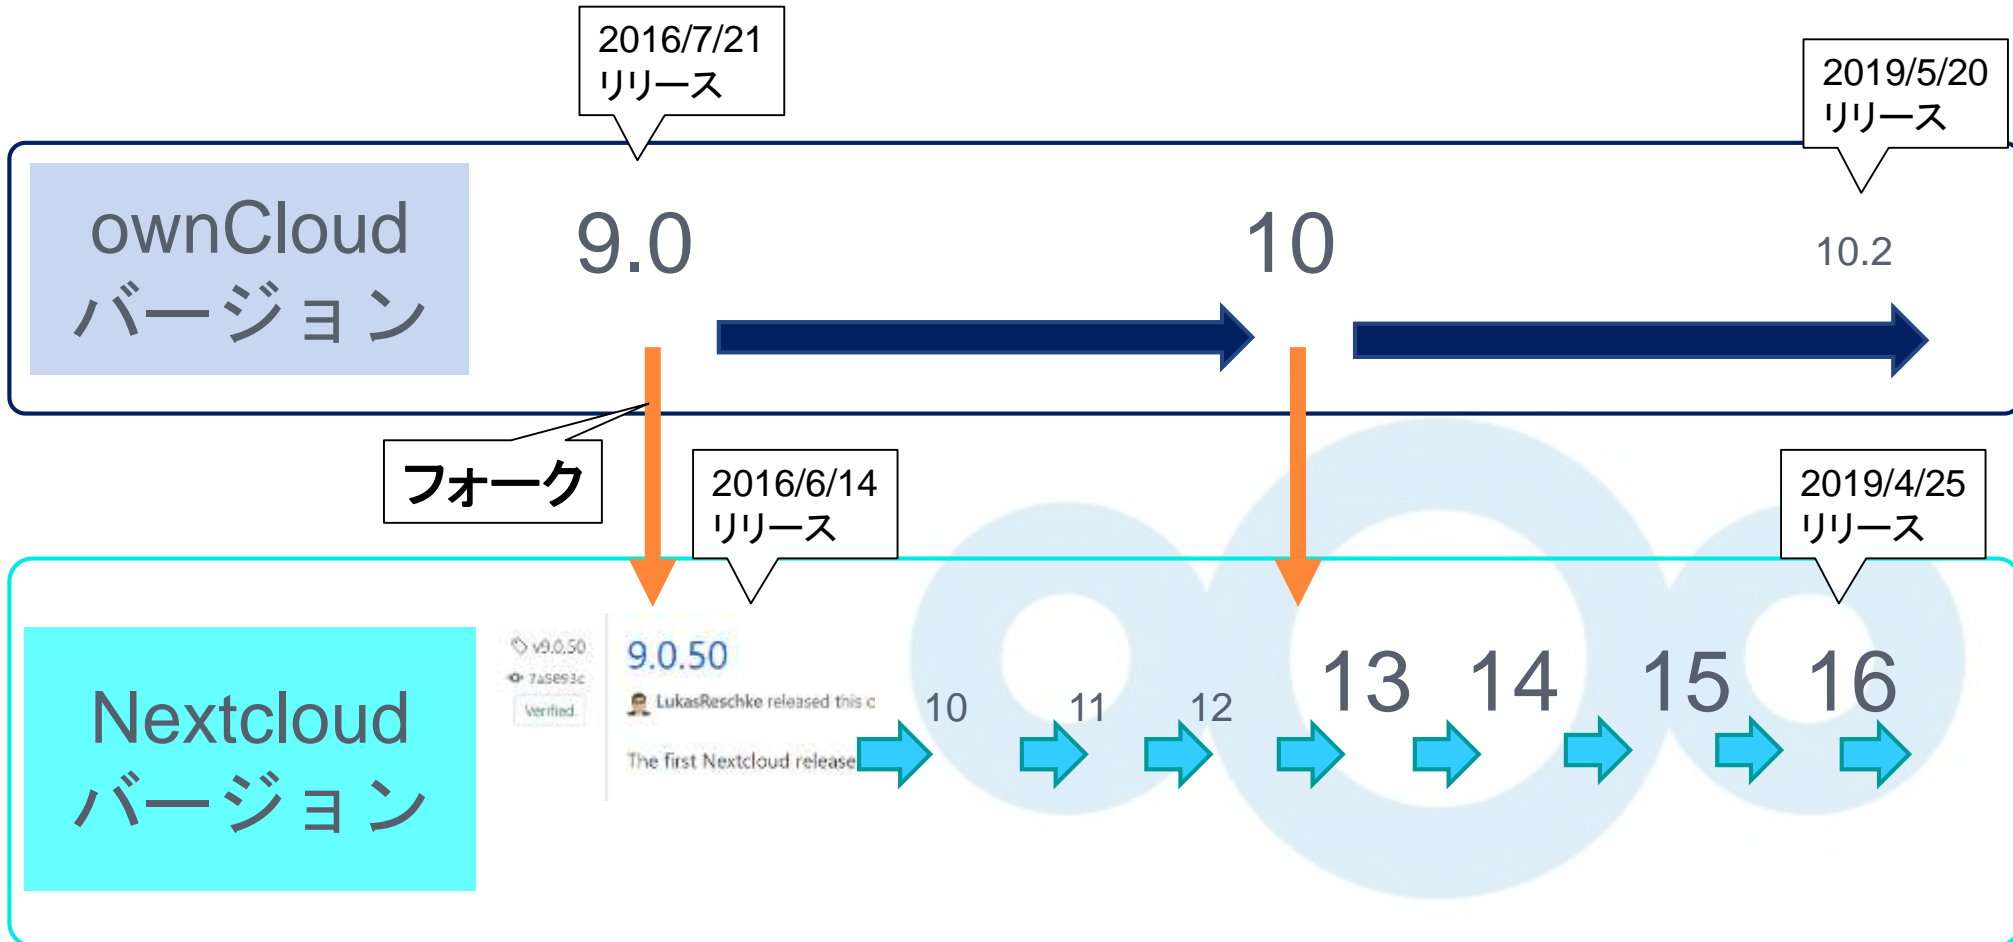 2016/7/21
リリース
2019/5/20
リリース
ownCloud
バージョン
9.0
10
10.2
フォーク
2016/6/14
リリース
2019/4/25
リリース
Nextcloud
バージョン
v9.0.50
7a5e93c
Verified
9.0.50
LukasReschke released this c
The first Nextcloud release
10
11
12
13
14
15
16